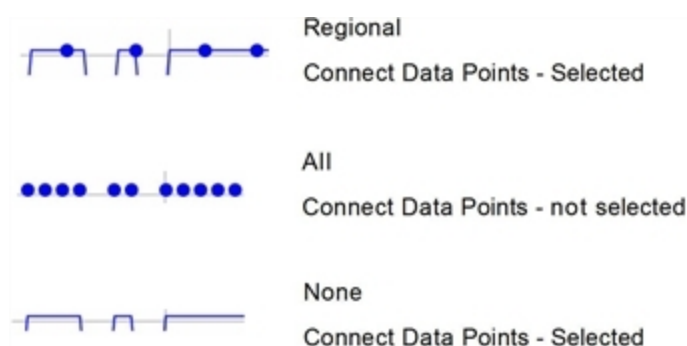 Regional
Connect Data Points - Selected
All
Connect Data Points - not selected
None
Connect Data Points - Selected